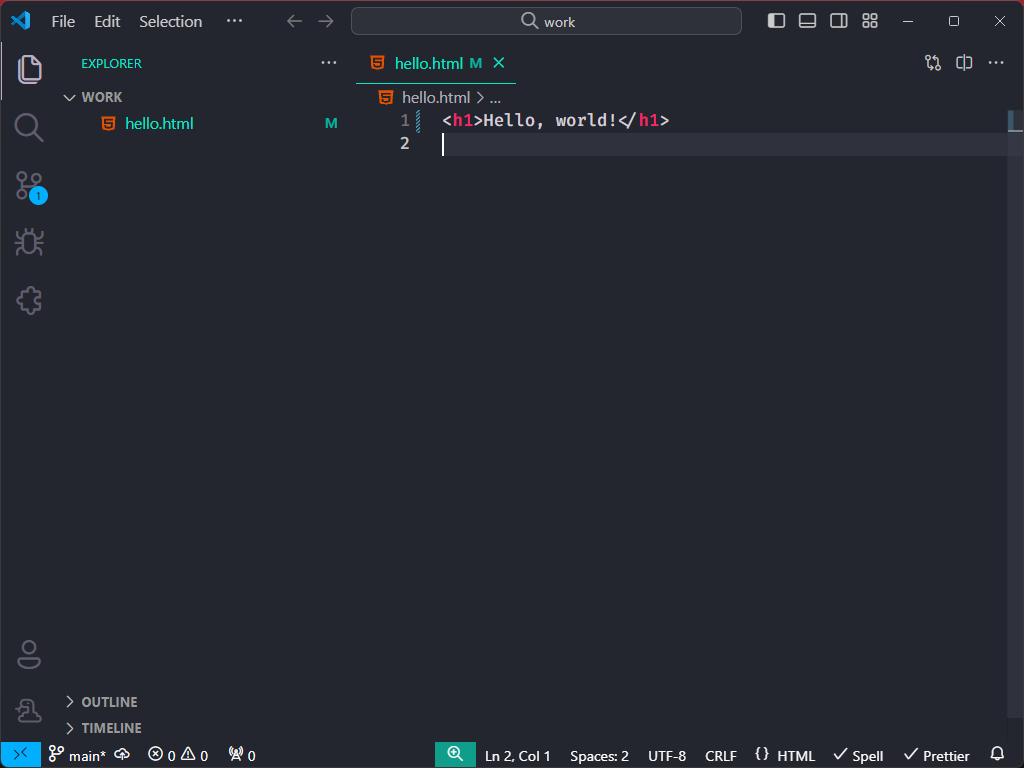 File Edit Selection ··· work
EXPLORER ···
hello.html M
WORK
hello.html > ...
hello.html M
1 <h1>Hello, world!</h1>
2
1
OUTLINE
TIMELINE
main* 0 0 0 Ln 2, Col 1 Spaces: 2 UTF-8 CRLF {} HTML Spell Prettier